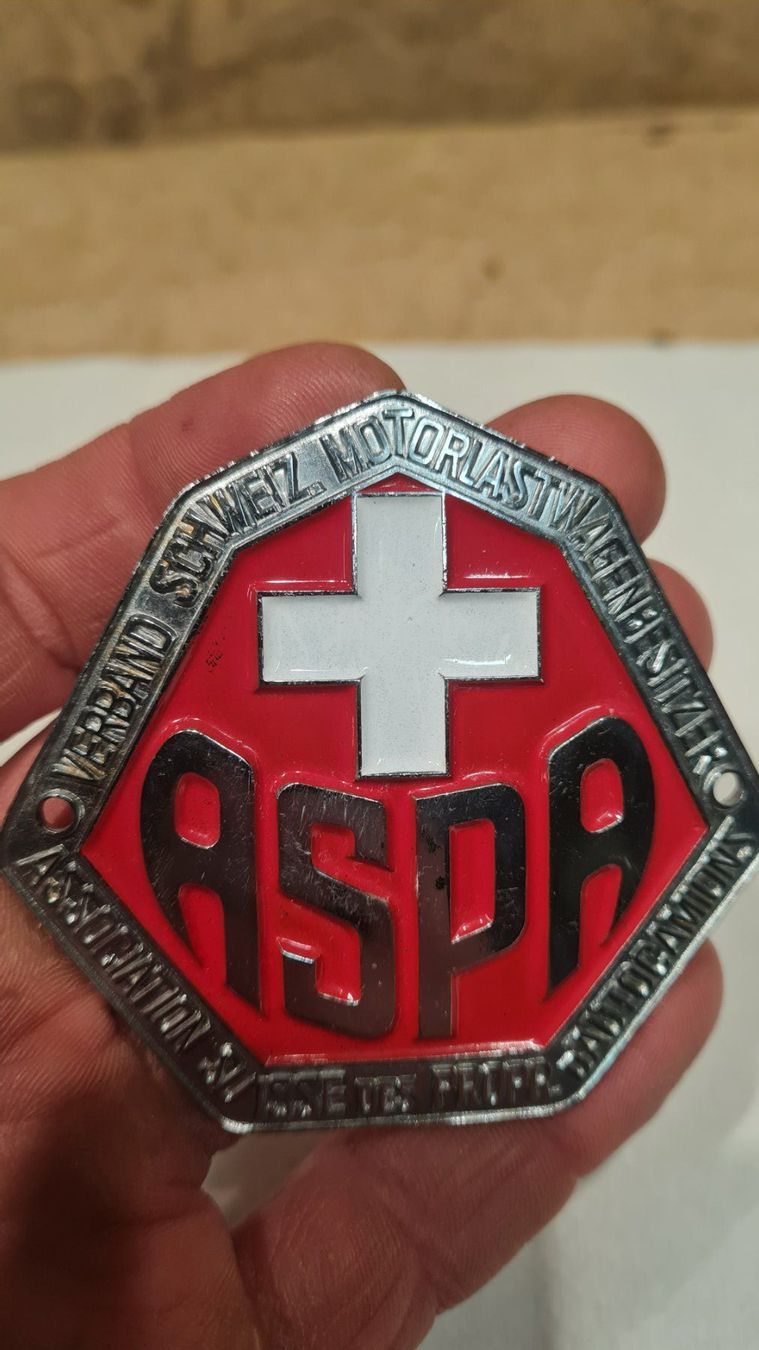 VERBAND SCHWEIZ. MOTORLASTWAGENBESITZER
ASPA
ASSOCIATION SUISSE DES PROPR. D'AUTOCAMIONS